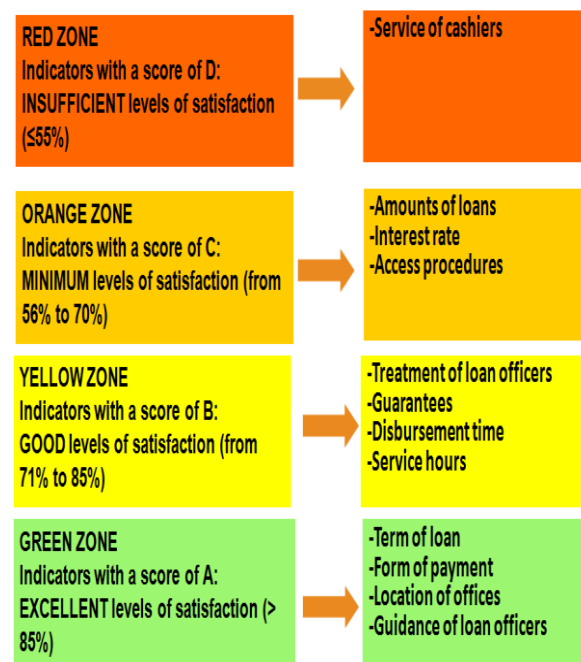 RED ZONE
Indicators with a score of D:
INSUFFICIENT levels of satisfaction
(≤55%)
-Service of cashiers
ORANGE ZONE
Indicators with a score of C:
MINIMUM levels of satisfaction (from
56% to 70%)
-Amounts of loans
-Interest rate
-Access procedures
YELLOW ZONE
Indicators with a score of B:
GOOD levels of satisfaction (from
71% to 85%)
-Treatment of loan officers
-Guarantees
-Disbursement time
-Service hours
GREEN ZONE
Indicators with a score of A:
EXCELLENT levels of satisfaction (>
85%)
-Term of loan
-Form of payment
-Location of offices
-Guidance of loan officers